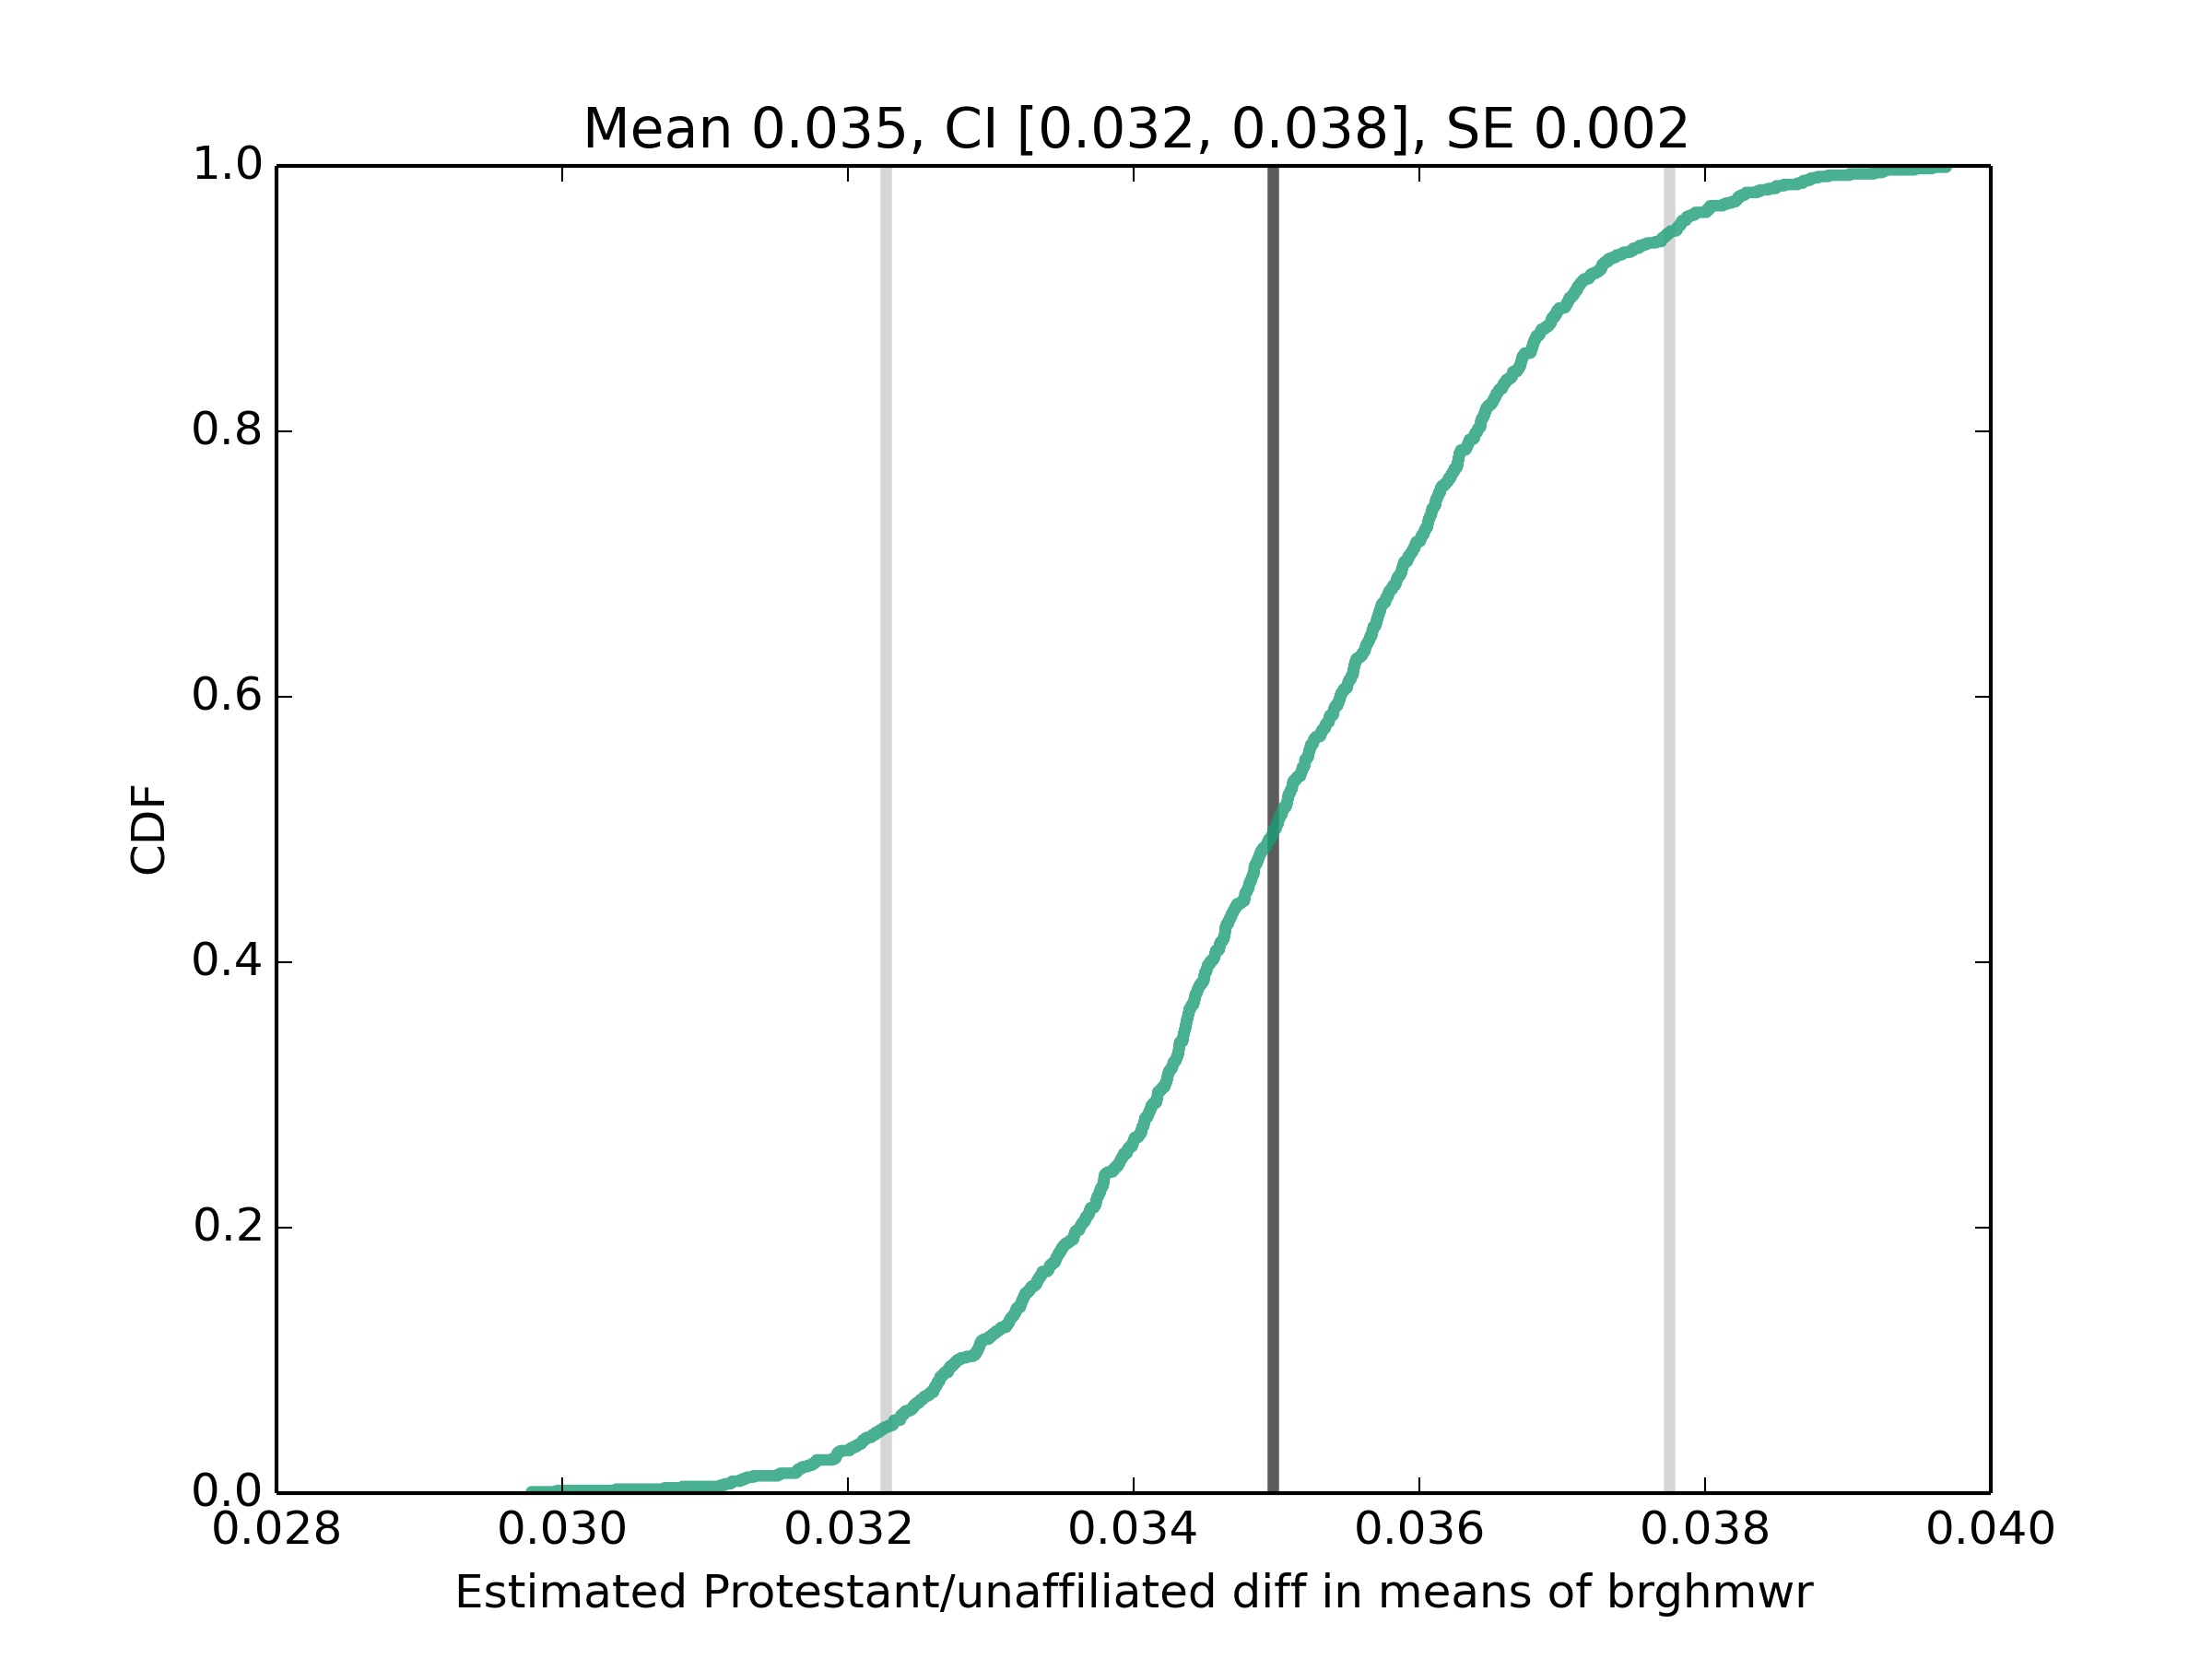 Mean 0.035, CI [0.032, 0.038], SE 0.002
1.0
0.8
0.6
0.4
0.2
0.0
CDF
0.028 0.030 0.032 0.034 0.036 0.038 0.040
Estimated Protestant/unaffiliated diff in means of brghmwr